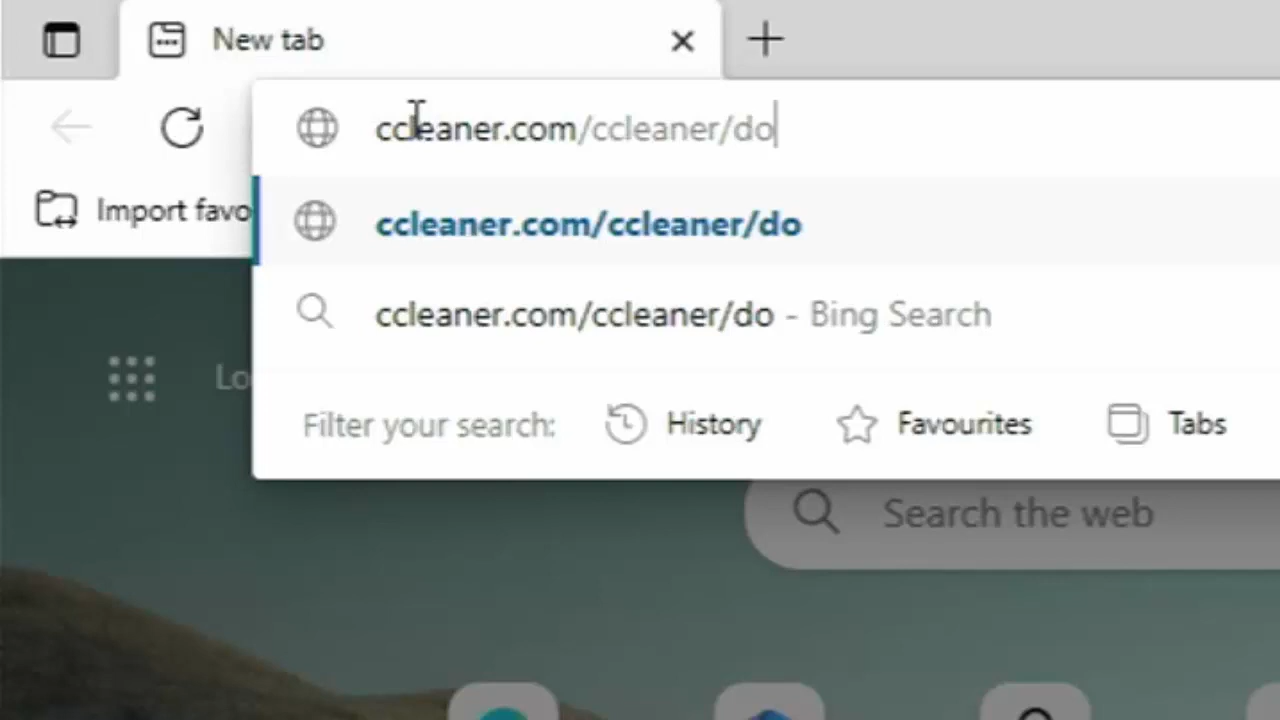 New tab
ccleaner.com/ccleaner/do
Import favo
ccleaner.com/ccleaner/do
ccleaner.com/ccleaner/do - Bing Search
Lo
Filter your search: History Favourites Tabs
Search the web